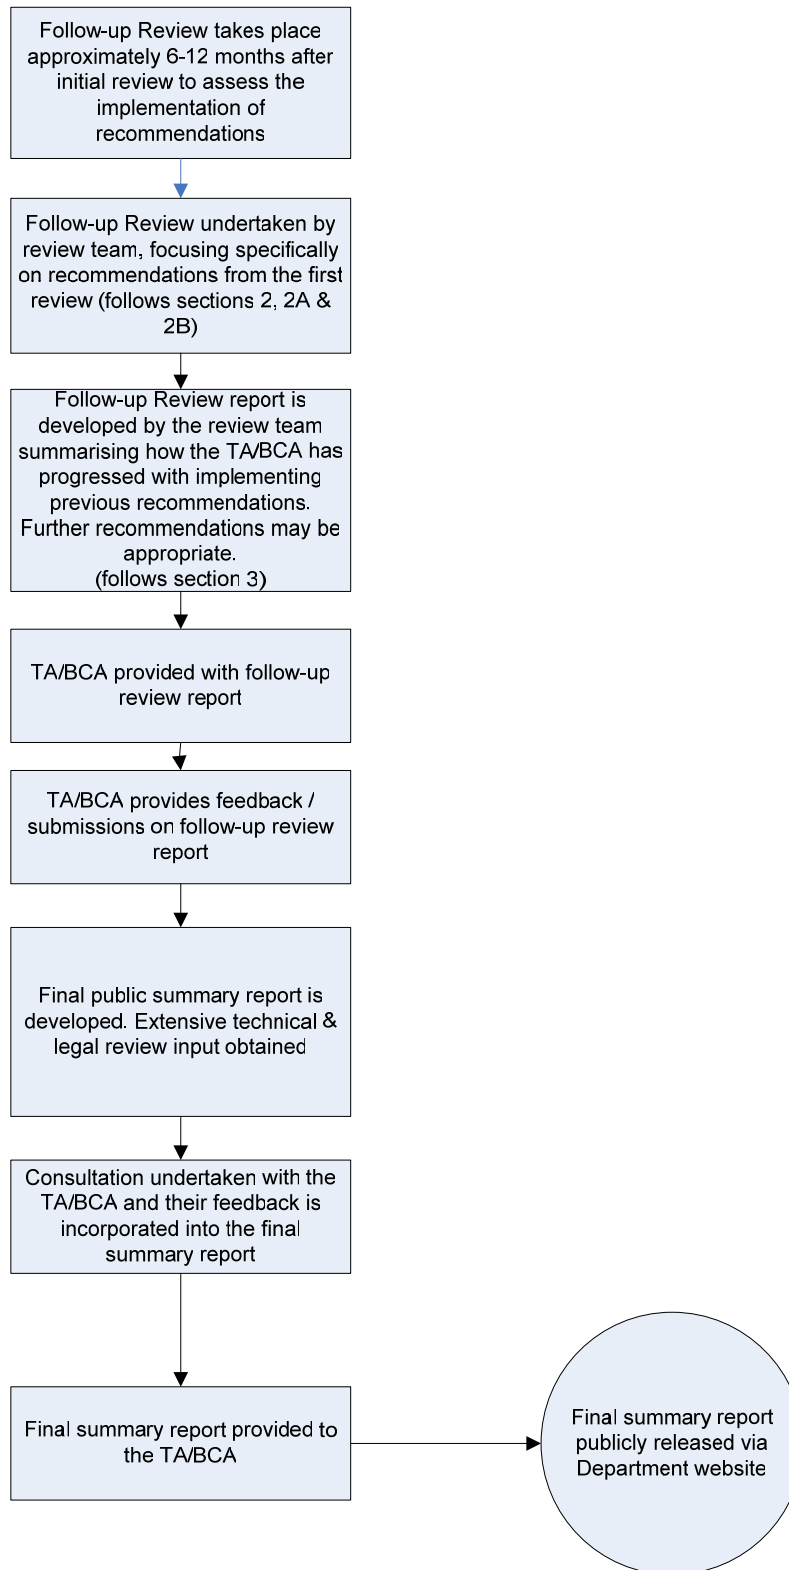 Follow-up Review takes place
approximately 6-12 months after
initial review to assess the
implementation of
recommendations
Follow-up Review undertaken by
review team, focusing specifically
on recommendations from the first
review (follows sections 2, 2A &
2B)
Follow-up Review report is
developed by the review team
summarising how the TA/BCA has
progressed with implementing
previous recommendations.
Further recommendations may be
appropriate.
(follows section 3)
TA/BCA provided with follow-up
review report
TA/BCA provides feedback /
submissions on follow-up review
report
Final public summary report is
developed. Extensive technical &
legal review input obtained
Consultation undertaken with the
TA/BCA and their feedback is
incorporated into the final
summary report
Final summary report provided to
the TA/BCA
Final summary report
publicly released via
Department website